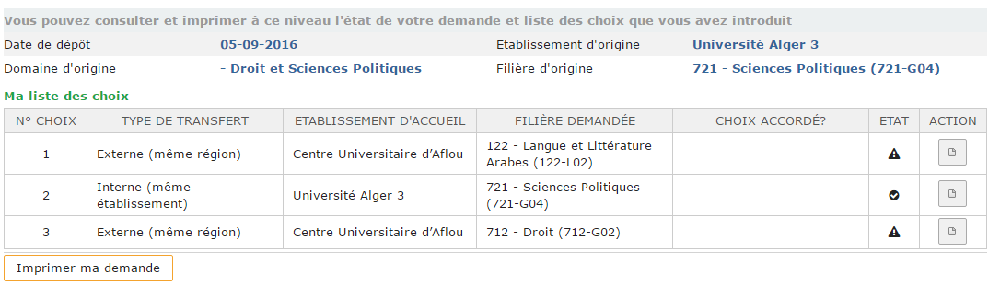 Vous pouvez consulter et imprimer à ce niveau l'état de votre demande et liste des choix que vous avez introduit
Date de dépôt 05-09-2016 Etablissement d'origine Université Alger 3
Domaine d'origine - Droit et Sciences Politiques Filière d'origine 721 - Sciences Politiques (721-G04)
Ma liste des choix
N° CHOIX TYPE DE TRANSFERT ETABLISSEMENT D'ACCUEIL FILIÈRE DEMANDÉE CHOIX ACCORDÉ? ETAT ACTION
1 Externe (même région) Centre Universitaire d’Aflou 122 - Langue et Littérature
Arabes (122-L02)
2 Interne (même
établissement) Université Alger 3 721 - Sciences Politiques
(721-G04)
3 Externe (même région) Centre Universitaire d’Aflou 712 - Droit (712-G02)
Imprimer ma demande